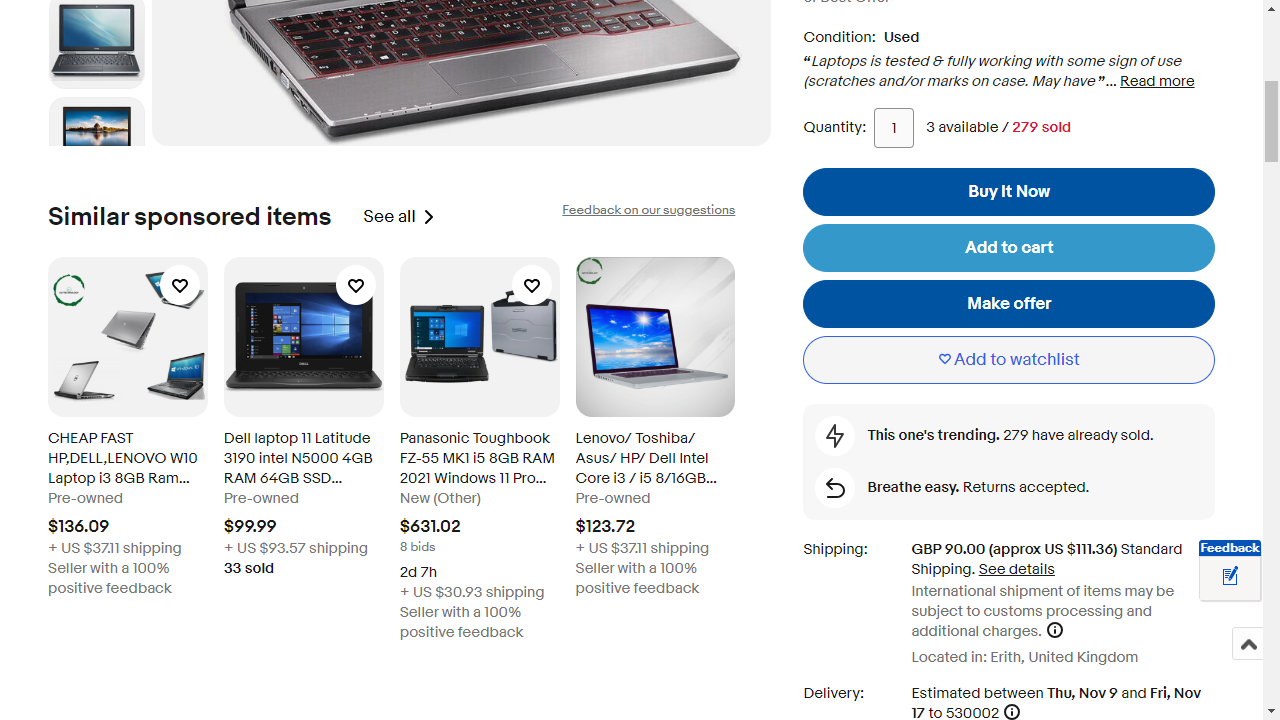 Condition: Used
❝Laptops is tested & fully working with some sign of use
(scratches and/or marks on case. May have ❞... Read more
Quantity: 1 3 available / 279 sold
Buy It Now
Add to cart
Make offer
Add to watchlist
This one's trending. 279 have already sold.
Breathe easy. Returns accepted.
Shipping: GBP 90.00 (approx US $111.36) Standard
Shipping. See details
International shipment of items may be
subject to customs processing and
additional charges.
Located in: Erith, United Kingdom
Delivery: Estimated between Thu, Nov 9 and Fri, Nov
17 to 530002
Feedback
Similar sponsored items See all
Feedback on our suggestions
CHEAP FAST
HP,DELL,LENOVO W10
Laptop i3 8GB Ram...
Pre-owned
$136.09
+ US $37.11 shipping
Seller with a 100%
positive feedback
Dell laptop 11 Latitude
3190 intel N5000 4GB
RAM 64GB SSD...
Pre-owned
$99.99
+ US $93.57 shipping
33 sold
Panasonic Toughbook
FZ-55 MK1 i5 8GB RAM
2021 Windows 11 Pro...
New (Other)
$631.02
8 bids
2d 7h
+ US $30.93 shipping
Seller with a 100%
positive feedback
Lenovo/ Toshiba/
Asus/ HP/ Dell Intel
Core i3 / i5 8/16GB...
Pre-owned
$123.72
+ US $37.11 shipping
Seller with a 100%
positive feedback